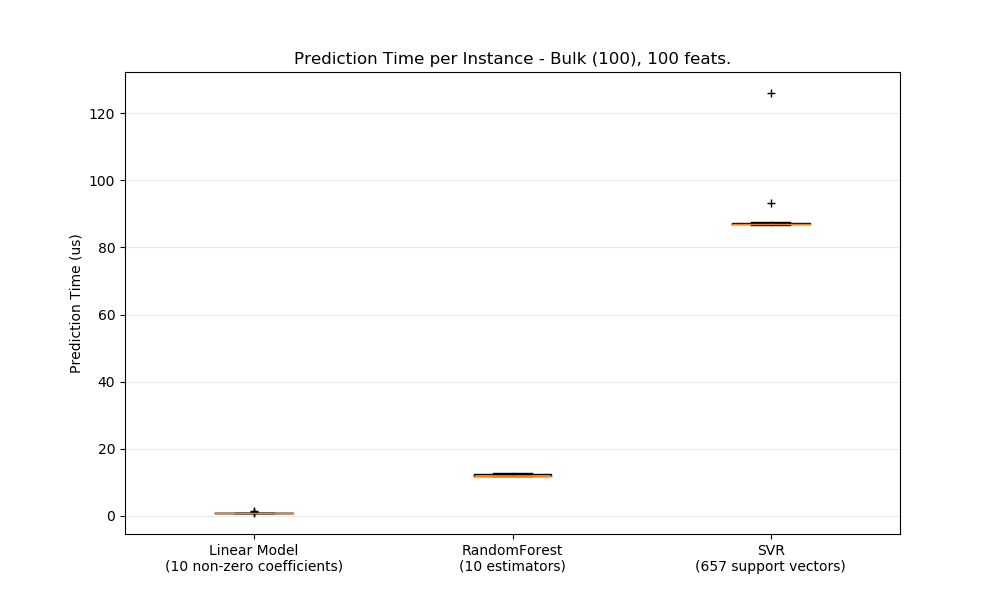 Prediction Time per Instance - Bulk (100), 100 feats.
Prediction Time (us)
120
100
80
60
40
20
0
Linear Model
(10 non-zero coefficients)
RandomForest
(10 estimators)
SVR
(657 support vectors)